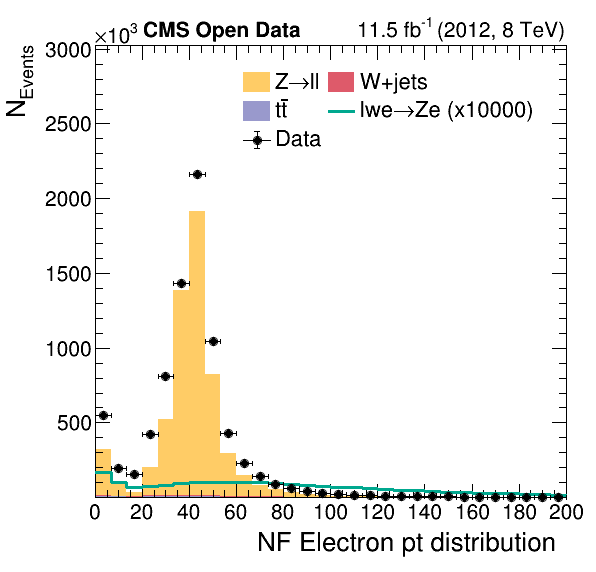 ×10³ CMS Open Data 11.5 fb⁻¹ (2012, 8 TeV)
N_Events
3000
2500
2000
1500
1000
500
Z→ll W+jets
tt̄ lwe→Ze (x10000)
Data
0 20 40 60 80 100 120 140 160 180 200
NF Electron pt distribution